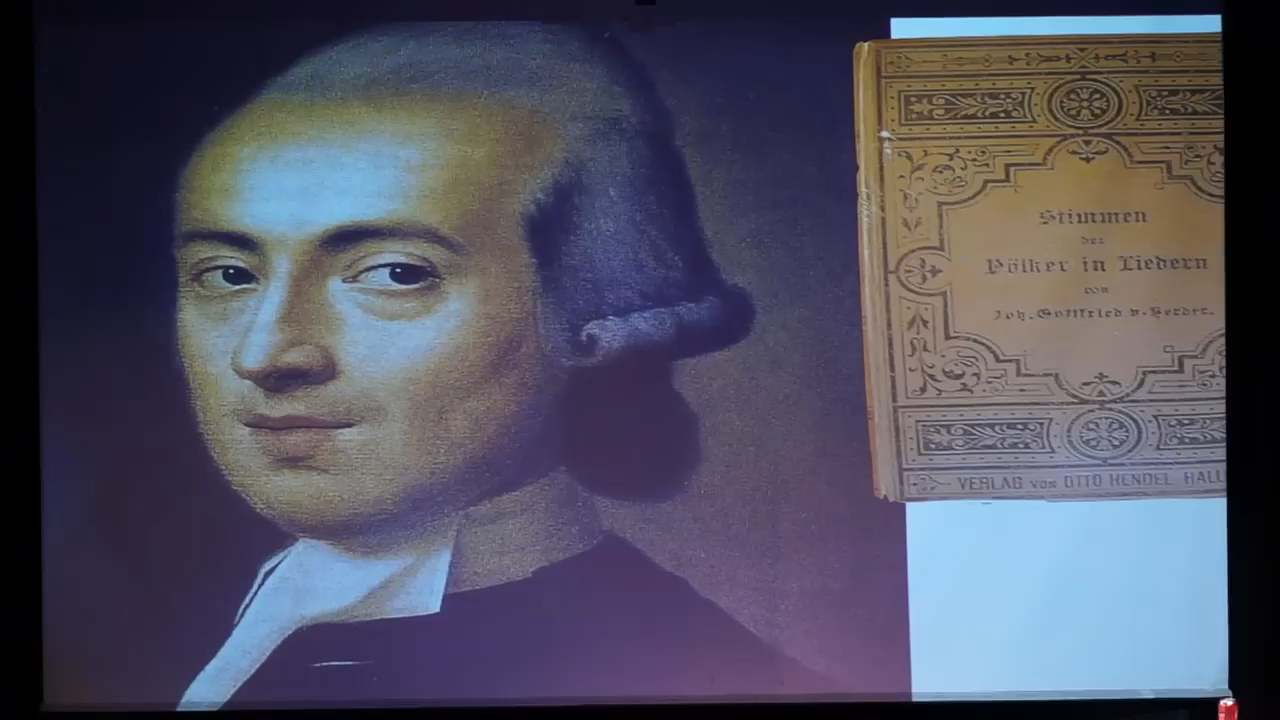 Stimmen
der
Völker in Liedern
von
Joh. Gottfried v. Herder.
VERLAG VON OTTO HENDEL HALL